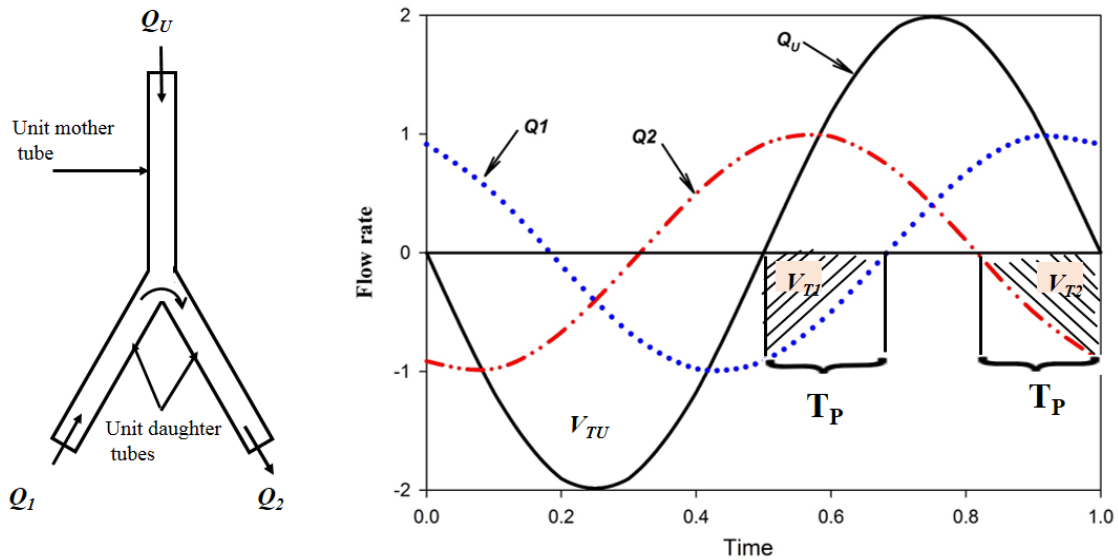 Q_U
Unit mother
tube
Unit daughter
tubes
Q_1
Q_2
Flow rate
2
1
0
-1
-2
Q_U
Q1
Q2
V_T1
V_T2
T_P
T_P
V_TU
0.0
0.2
0.4
0.6
0.8
1.0
Time